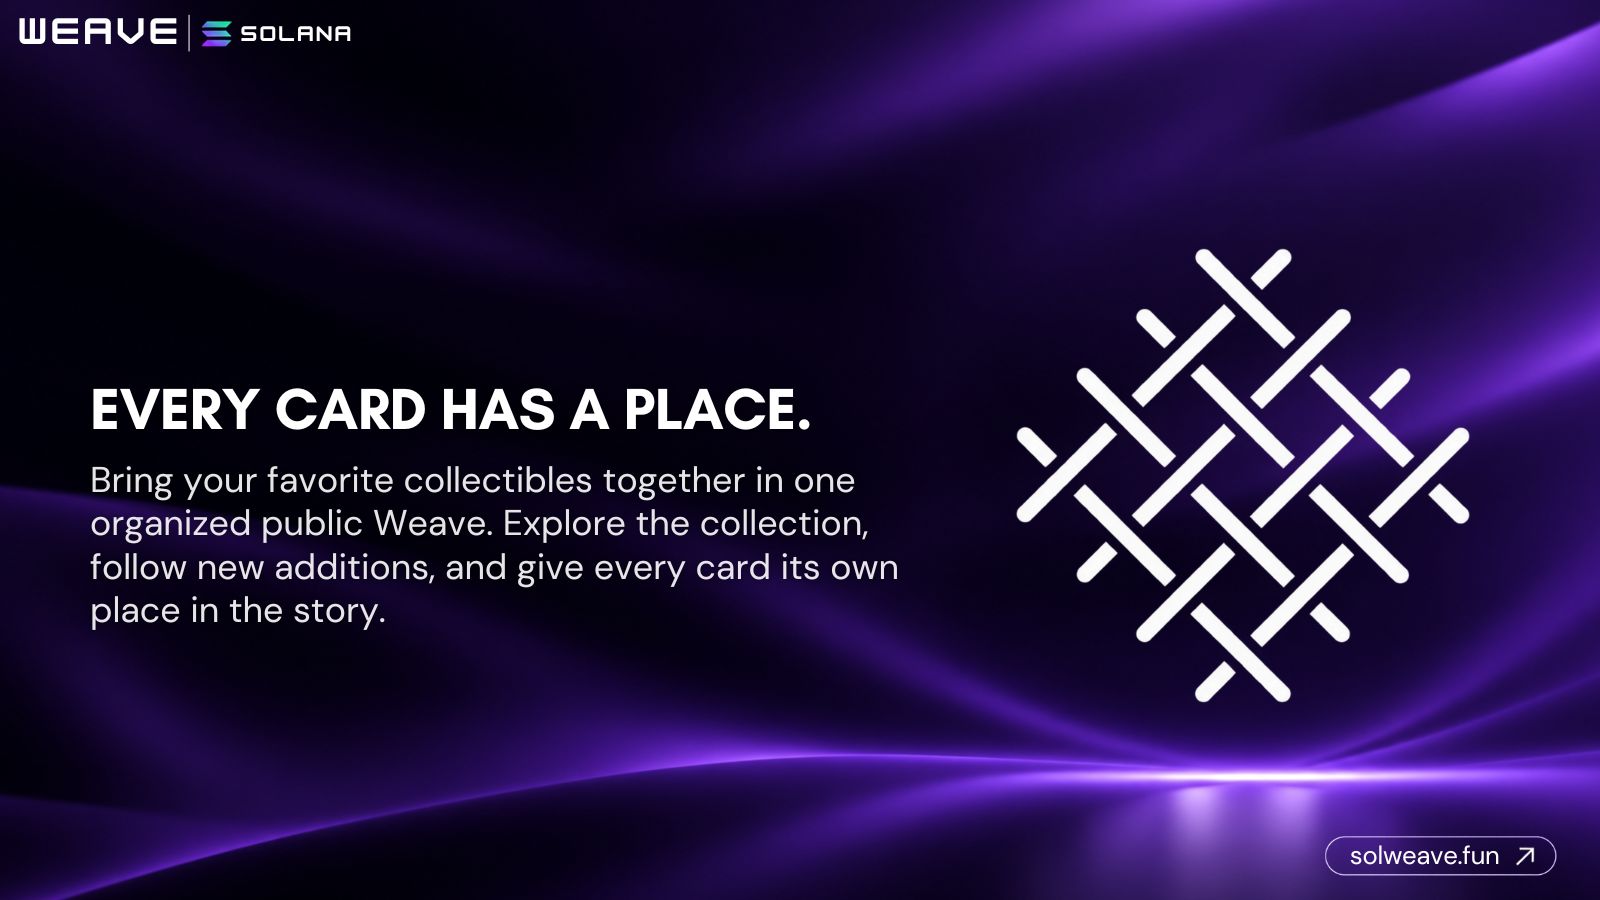 WEAVE | SOLANA
EVERY CARD HAS A PLACE.
Bring your favorite collectibles together in one
organized public Weave. Explore the collection,
follow new additions, and give every card its own
place in the story.
solweave.fun